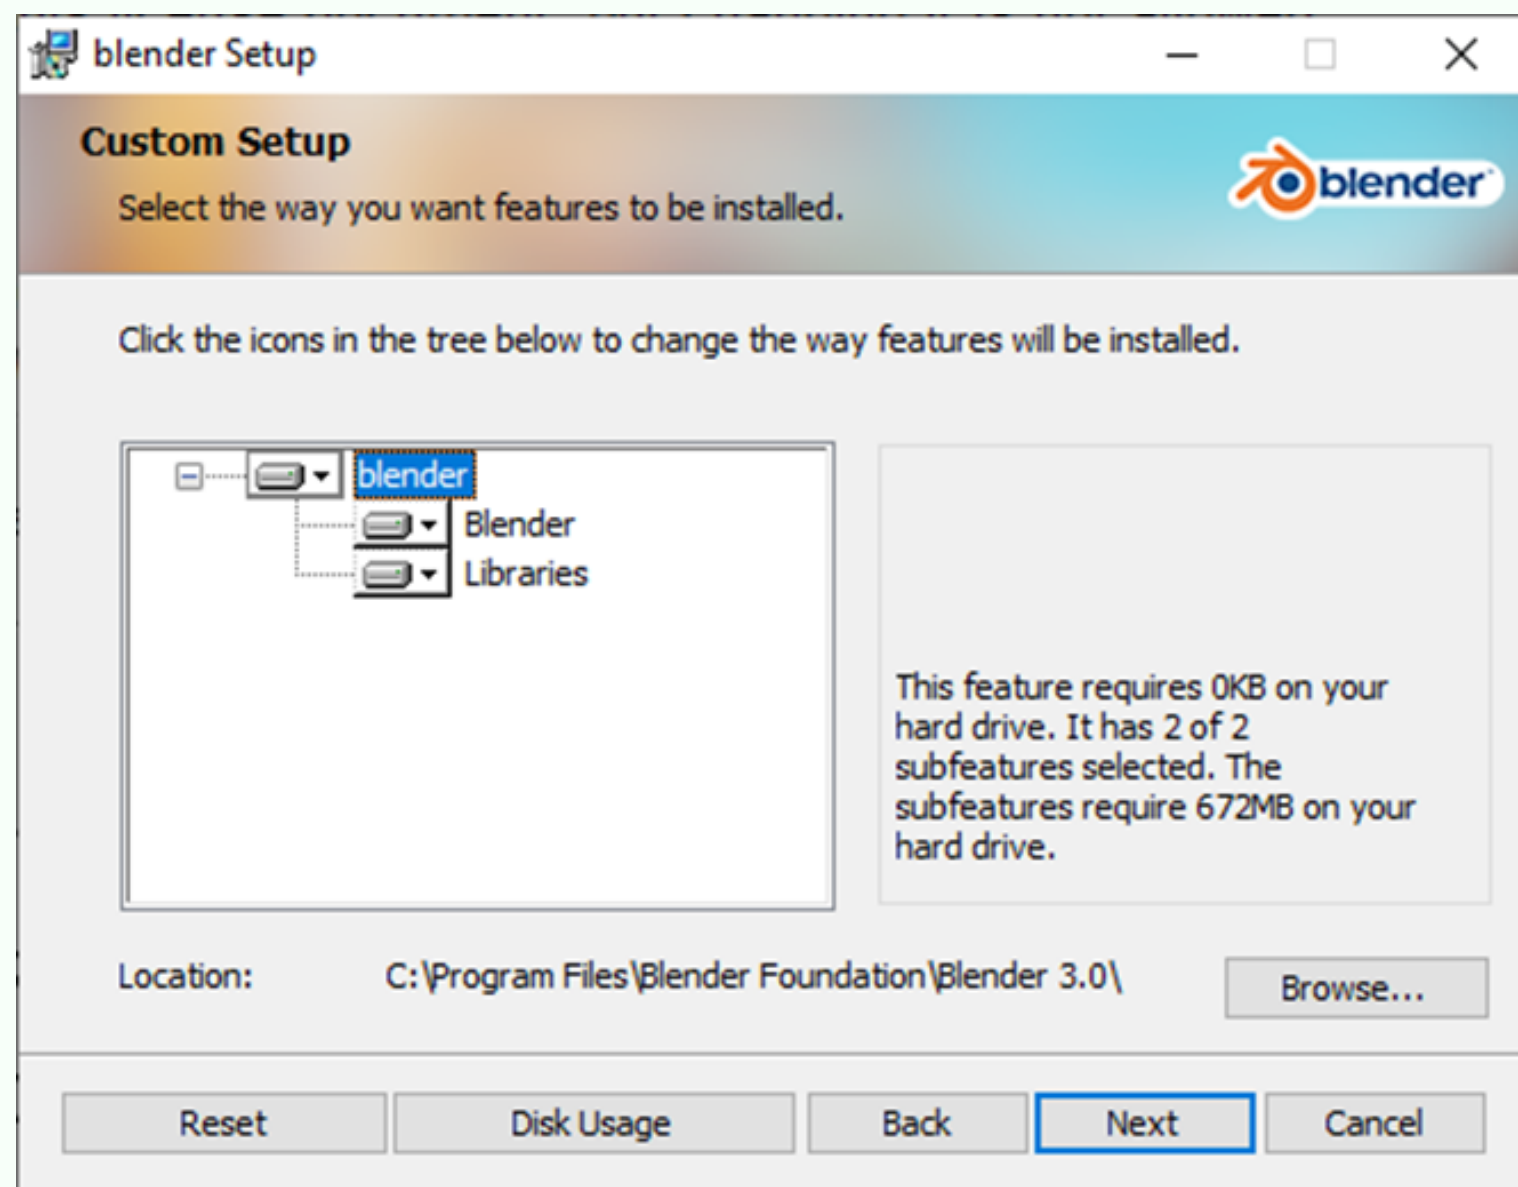 blender Setup
Custom Setup
Select the way you want features to be installed.
blender
Click the icons in the tree below to change the way features will be installed.
blender
Blender
Libraries
This feature requires 0KB on your
hard drive. It has 2 of 2
subfeatures selected. The
subfeatures require 672MB on your
hard drive.
Location: C:\Program Files\Blender Foundation\Blender 3.0\ Browse...
Reset Disk Usage Back Next Cancel